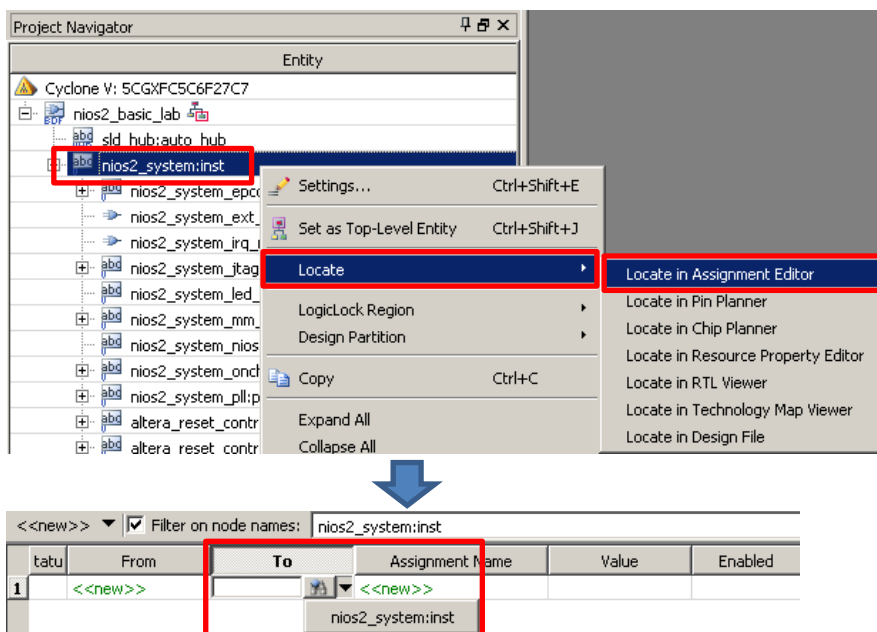 Project Navigator
Entity
Cyclone V: 5CGXFC5C6F27C7
nios2_basic_lab
sld_hub:auto_hub
nios2_system:inst
nios2_system_epc
nios2_system_ext_
nios2_system_irq_
nios2_system_jtag
nios2_system_led_
nios2_system_mm_
nios2_system_nios
nios2_system_onch
nios2_system_pll:p
altera_reset_contr
altera_reset_contr
Settings... Ctrl+Shift+E
Set as Top-Level Entity Ctrl+Shift+J
Locate
LogicLock Region
Design Partition
Copy Ctrl+C
Expand All
Collapse All
Locate in Assignment Editor
Locate in Pin Planner
Locate in Chip Planner
Locate in Resource Property Editor
Locate in RTL Viewer
Locate in Technology Map Viewer
Locate in Design File
<<new>> Filter on node names: nios2_system:inst
tatu From To Assignment Name Value Enabled
1 <<new>> <<new>>
nios2_system:inst